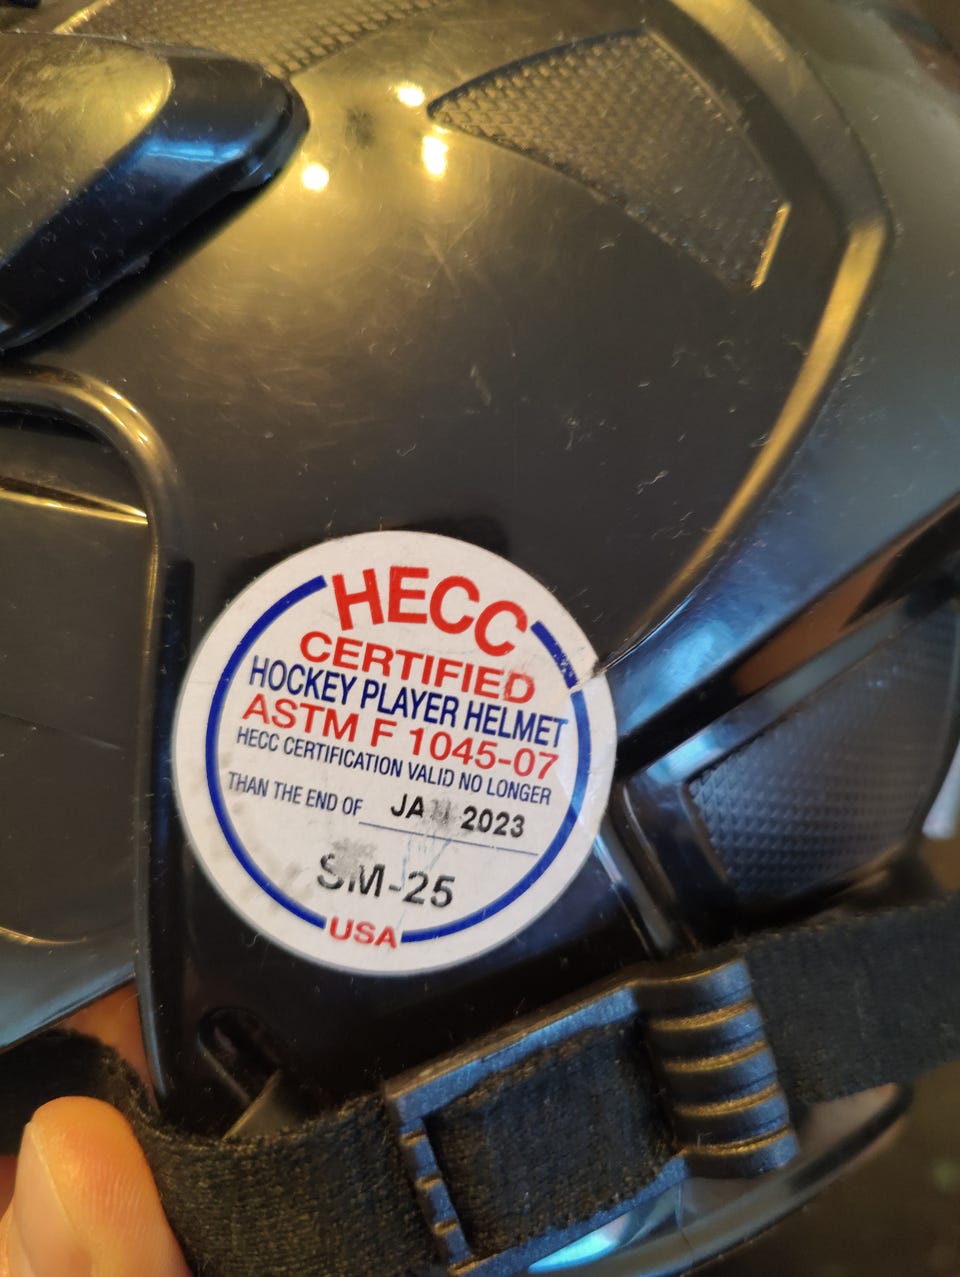 HECC
CERTIFIED
HOCKEY PLAYER HELMET
ASTM F 1045-07
HECC CERTIFICATION VALID NO LONGER
THAN THE END OF JAN 2023
SM-25
USA